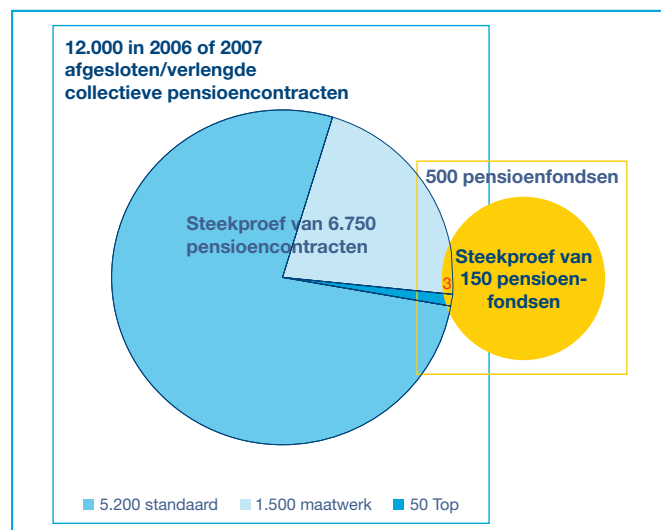 12.000 in 2006 of 2007
afgesloten/verlengde
collectieve pensioencontracten
500 pensioenfondsen
Steekproef van 6.750
pensioencontracten
Steekproef van
150 pensioen-
fondsen
3
5.200 standaard 1.500 maatwerk 50 Top